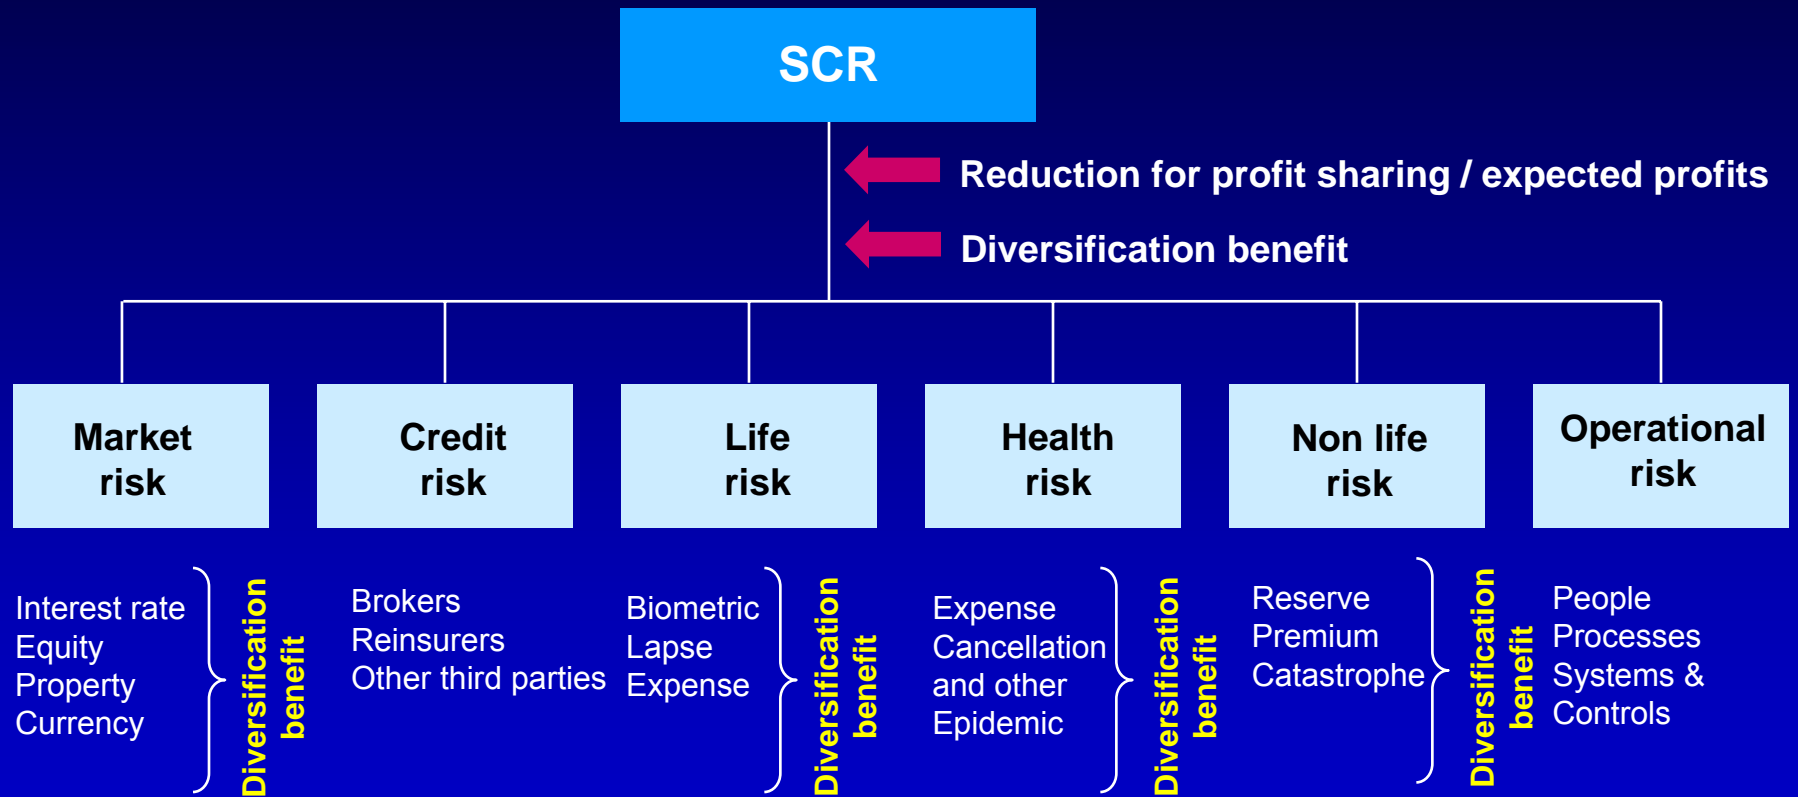 SCR
Reduction for profit sharing / expected profits
Diversification benefit
Market
risk
Credit
risk
Life
risk
Health
risk
Non life
risk
Operational
risk
Interest rate
Equity
Property
Currency
Diversification
benefit
Brokers
Reinsurers
Other third parties
Biometric
Lapse
Expense
Diversification
benefit
Expense
Cancellation
and other
Epidemic
Diversification
benefit
Reserve
Premium
Catastrophe
Diversification
benefit
People
Processes
Systems &
Controls